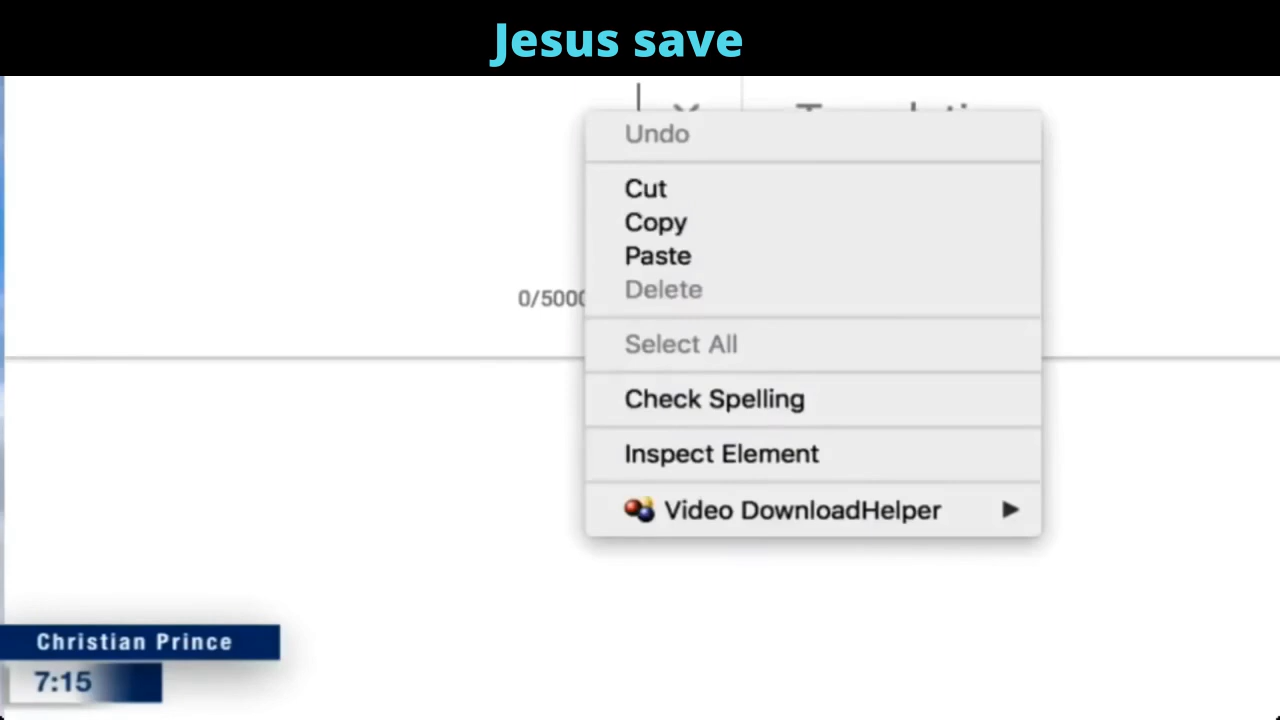 Jesus save
Undo
Cut
Copy
Paste
Delete
0/5000
Select All
Check Spelling
Inspect Element
Video DownloadHelper
Christian Prince
7:15